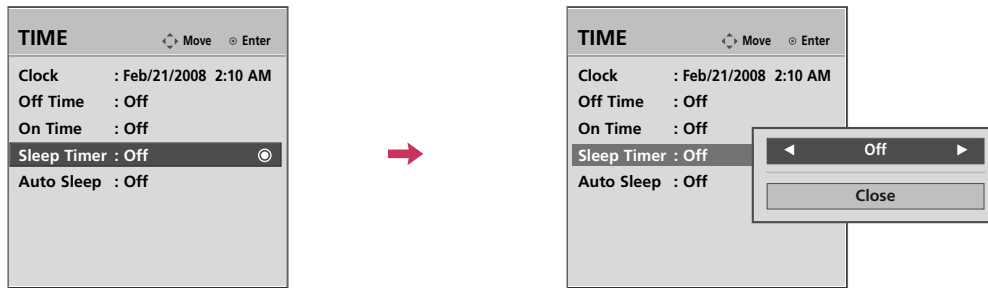 TIME Move Enter
Clock : Feb/21/2008 2:10 AM
Off Time : Off
On Time : Off
Sleep Timer : Off
Auto Sleep : Off
TIME Move Enter
Clock : Feb/21/2008 2:10 AM
Off Time : Off
On Time : Off
Sleep Timer : Off
Auto Sleep : Off
◄ Off ►
Close